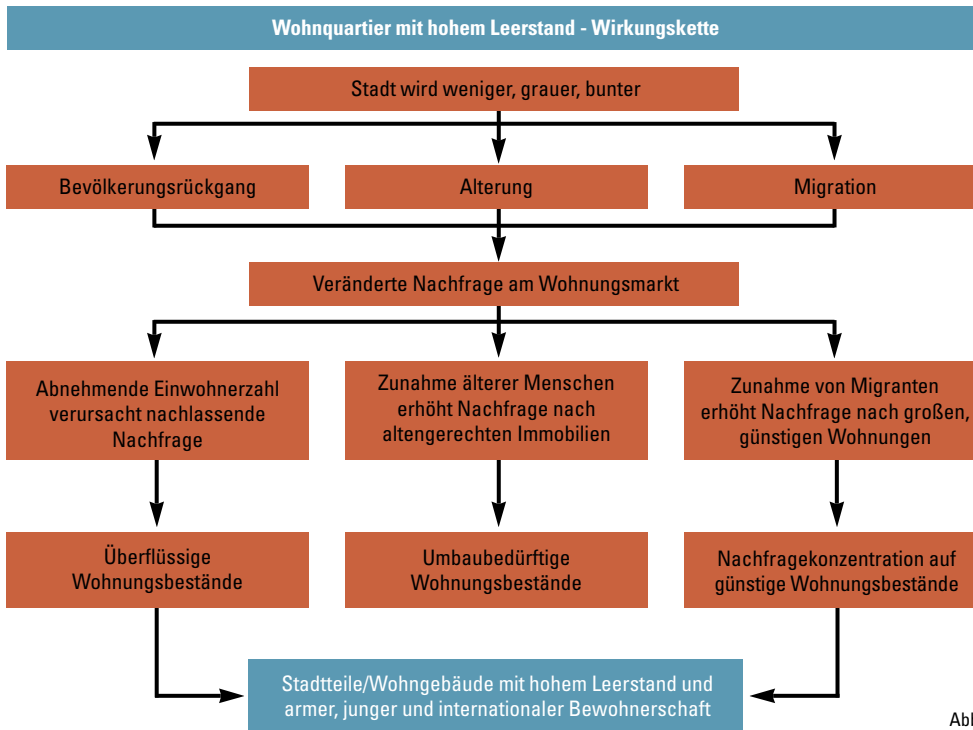 Wohnquartier mit hohem Leerstand - Wirkungskette
Stadt wird weniger, grauer, bunter
Bevölkerungsrückgang
Alterung
Migration
Veränderte Nachfrage am Wohnungsmarkt
Abnehmende Einwohnerzahl
verursacht nachlassende
Nachfrage
Zunahme älterer Menschen
erhöht Nachfrage nach
altengerechten Immobilien
Zunahme von Migranten
erhöht Nachfrage nach großen,
günstigen Wohnungen
Überflüssige
Wohnungsbestände
Umbaubedürftige
Wohnungsbestände
Nachfragekonzentration auf
günstige Wohnungsbestände
Stadtteile/Wohngebäude mit hohem Leerstand und
armer, junger und internationaler Bewohnerschaft